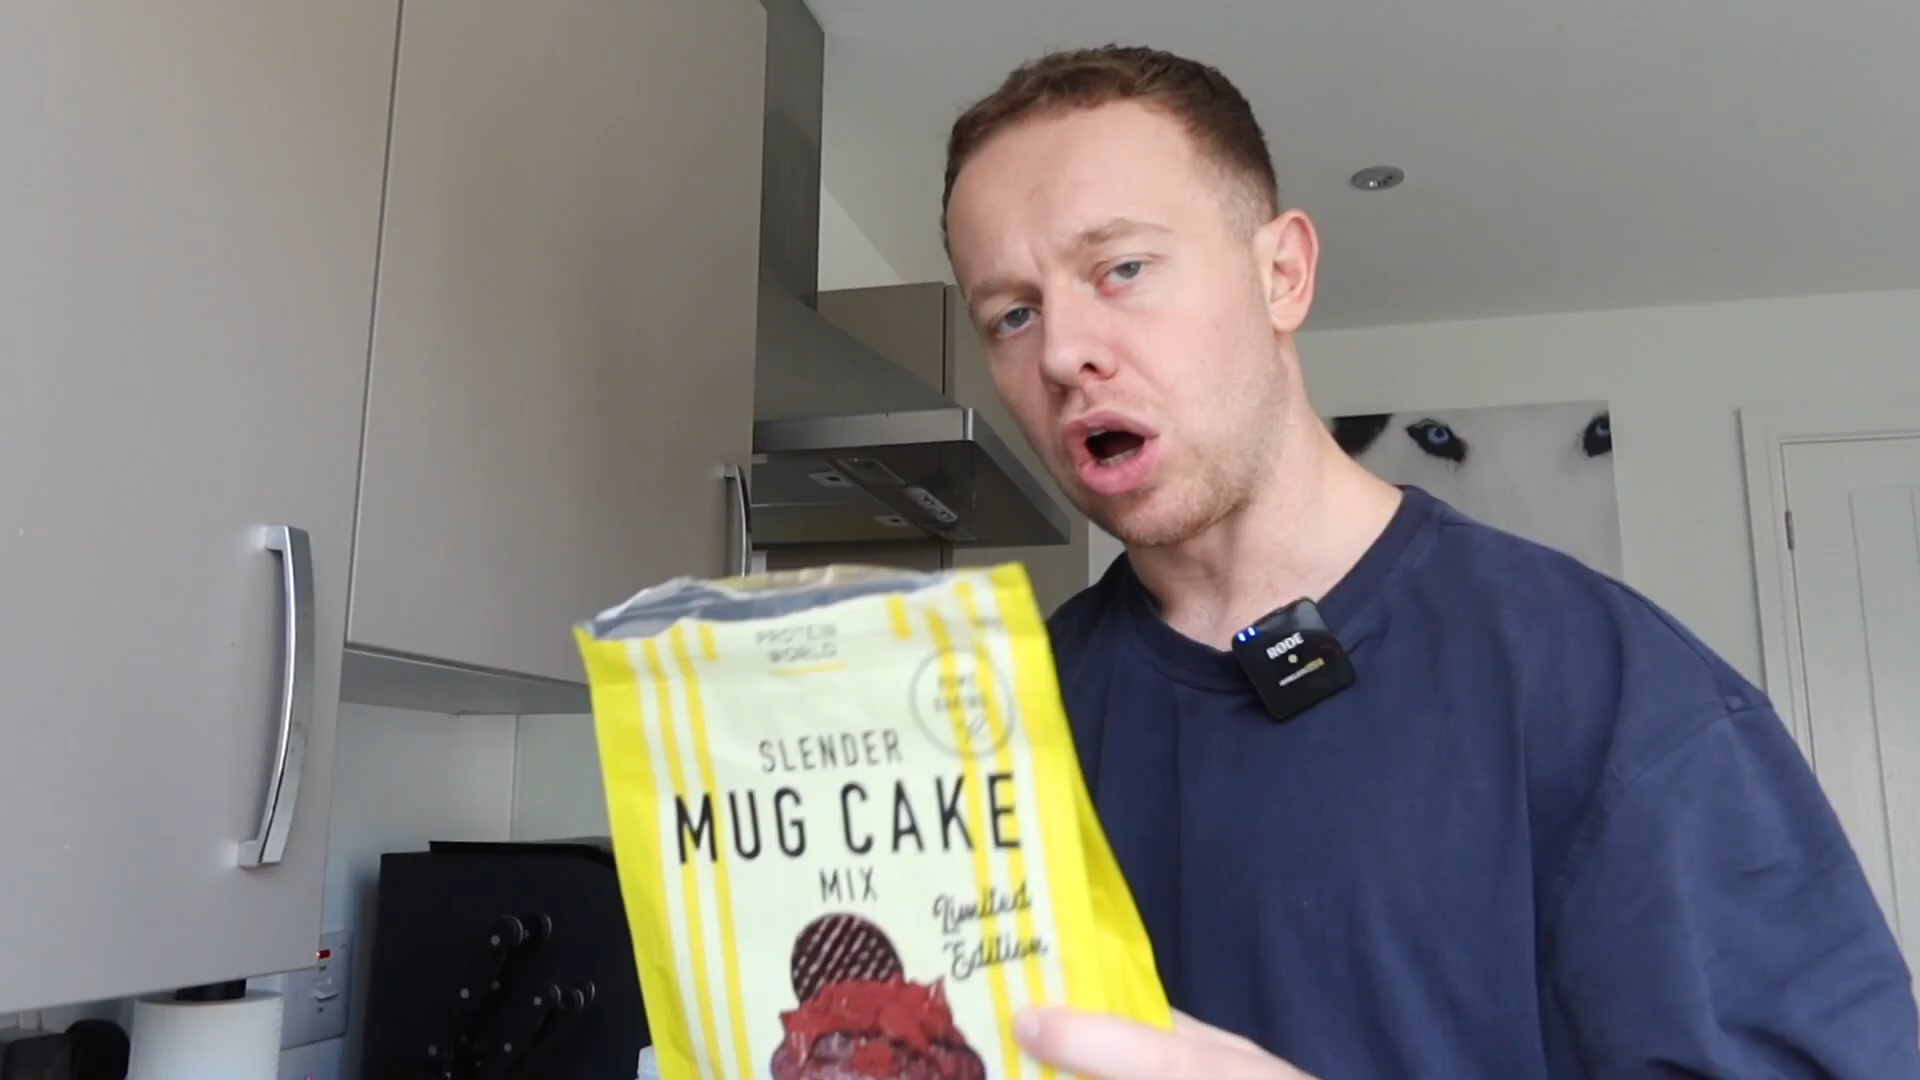 PROTEIN
WORLD
SLENDER
MUG CAKE
MIX
Limited
Edition
RODE